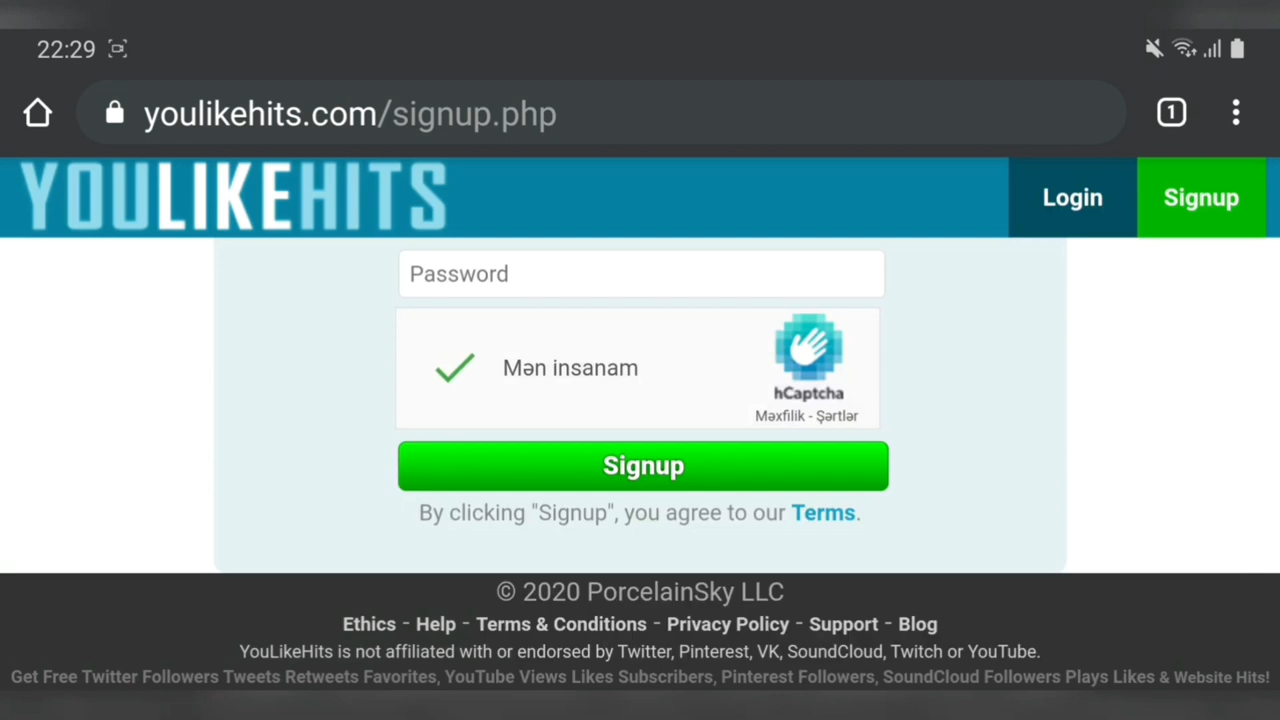 22:29
youlikehits.com/signup.php
1
YOULIKEHITS
Login
Signup
Password
Mən insanam
hCaptcha
Məxfilik - Şərtlər
Signup
By clicking "Signup", you agree to our Terms.
© 2020 PorcelainSky LLC
Ethics - Help - Terms & Conditions - Privacy Policy - Support - Blog
YouLikeHits is not affiliated with or endorsed by Twitter, Pinterest, VK, SoundCloud, Twitch or YouTube.
Get Free Twitter Followers Tweets Retweets Favorites, YouTube Views Likes Subscribers, Pinterest Followers, SoundCloud Followers Plays Likes & Website Hits!